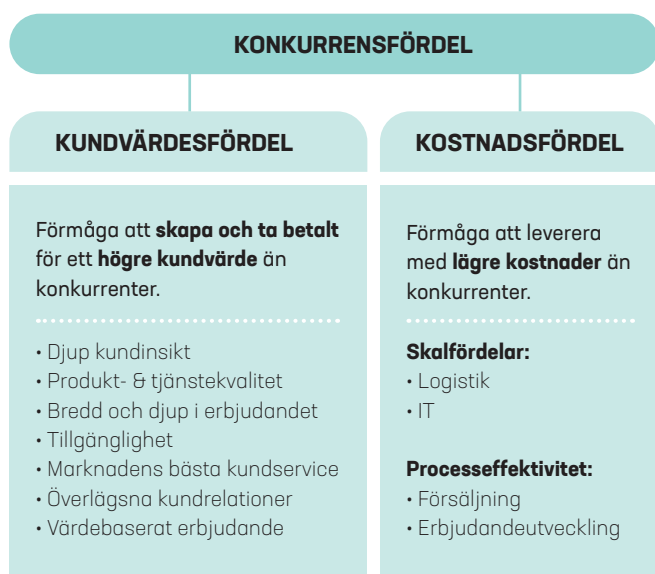 KONKURRENSFÖRDEL
KUNDVÄRDESFÖRDEL
Förmåga att skapa och ta betalt
för ett högre kundvärde än
konkurrenter.
• Djup kundinsikt
• Produkt- & tjänstekvalitet
• Bredd och djup i erbjudandet
• Tillgänglighet
• Marknadens bästa kundservice
• Överlägsna kundrelationer
• Värdebaserat erbjudande
KOSTNADSFÖRDEL
Förmåga att leverera
med lägre kostnader än
konkurrenter.
Skalfördelar:
• Logistik
• IT
Processeffektivitet:
• Försäljning
• Erbjudandeutveckling